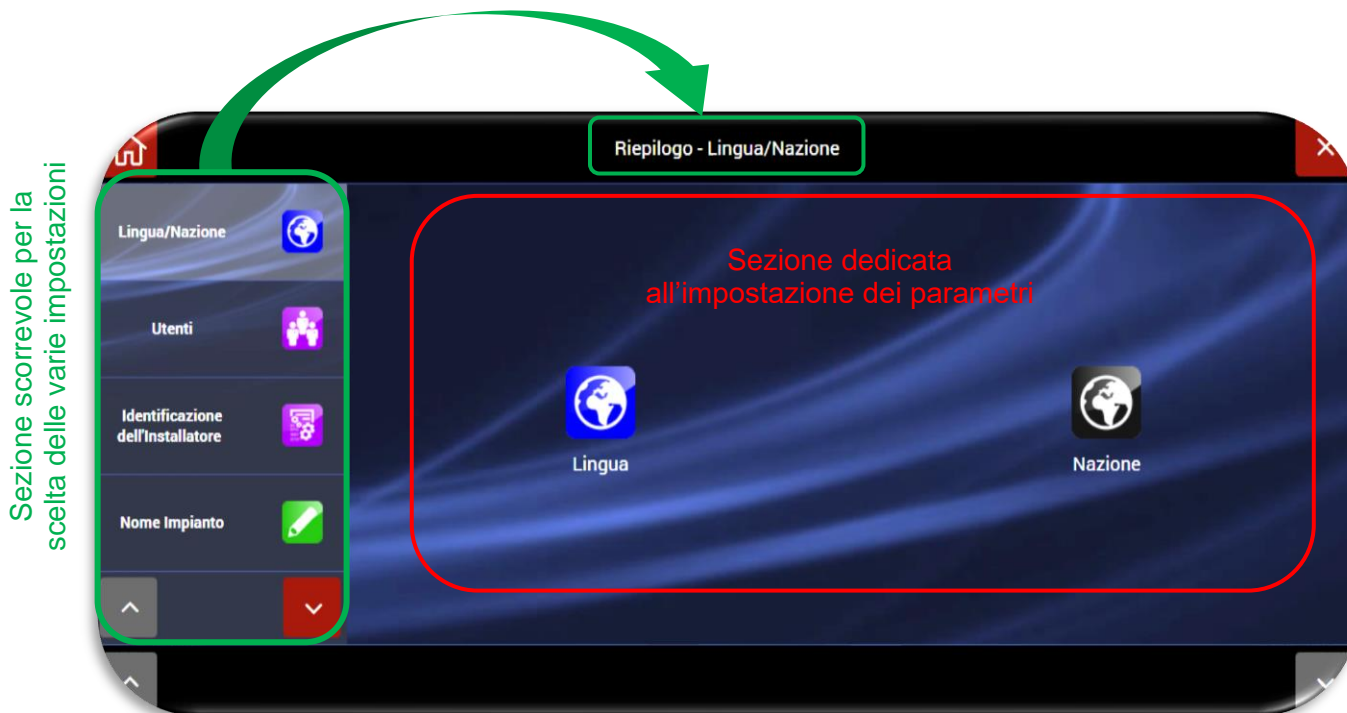 Sezione scorrevole per la
scelta delle varie impostazioni
Riepilogo - Lingua/Nazione
Lingua/Nazione
Utenti
Identificazione
dell'Installatore
Nome Impianto
Sezione dedicata
all'impostazione dei parametri
Lingua
Nazione